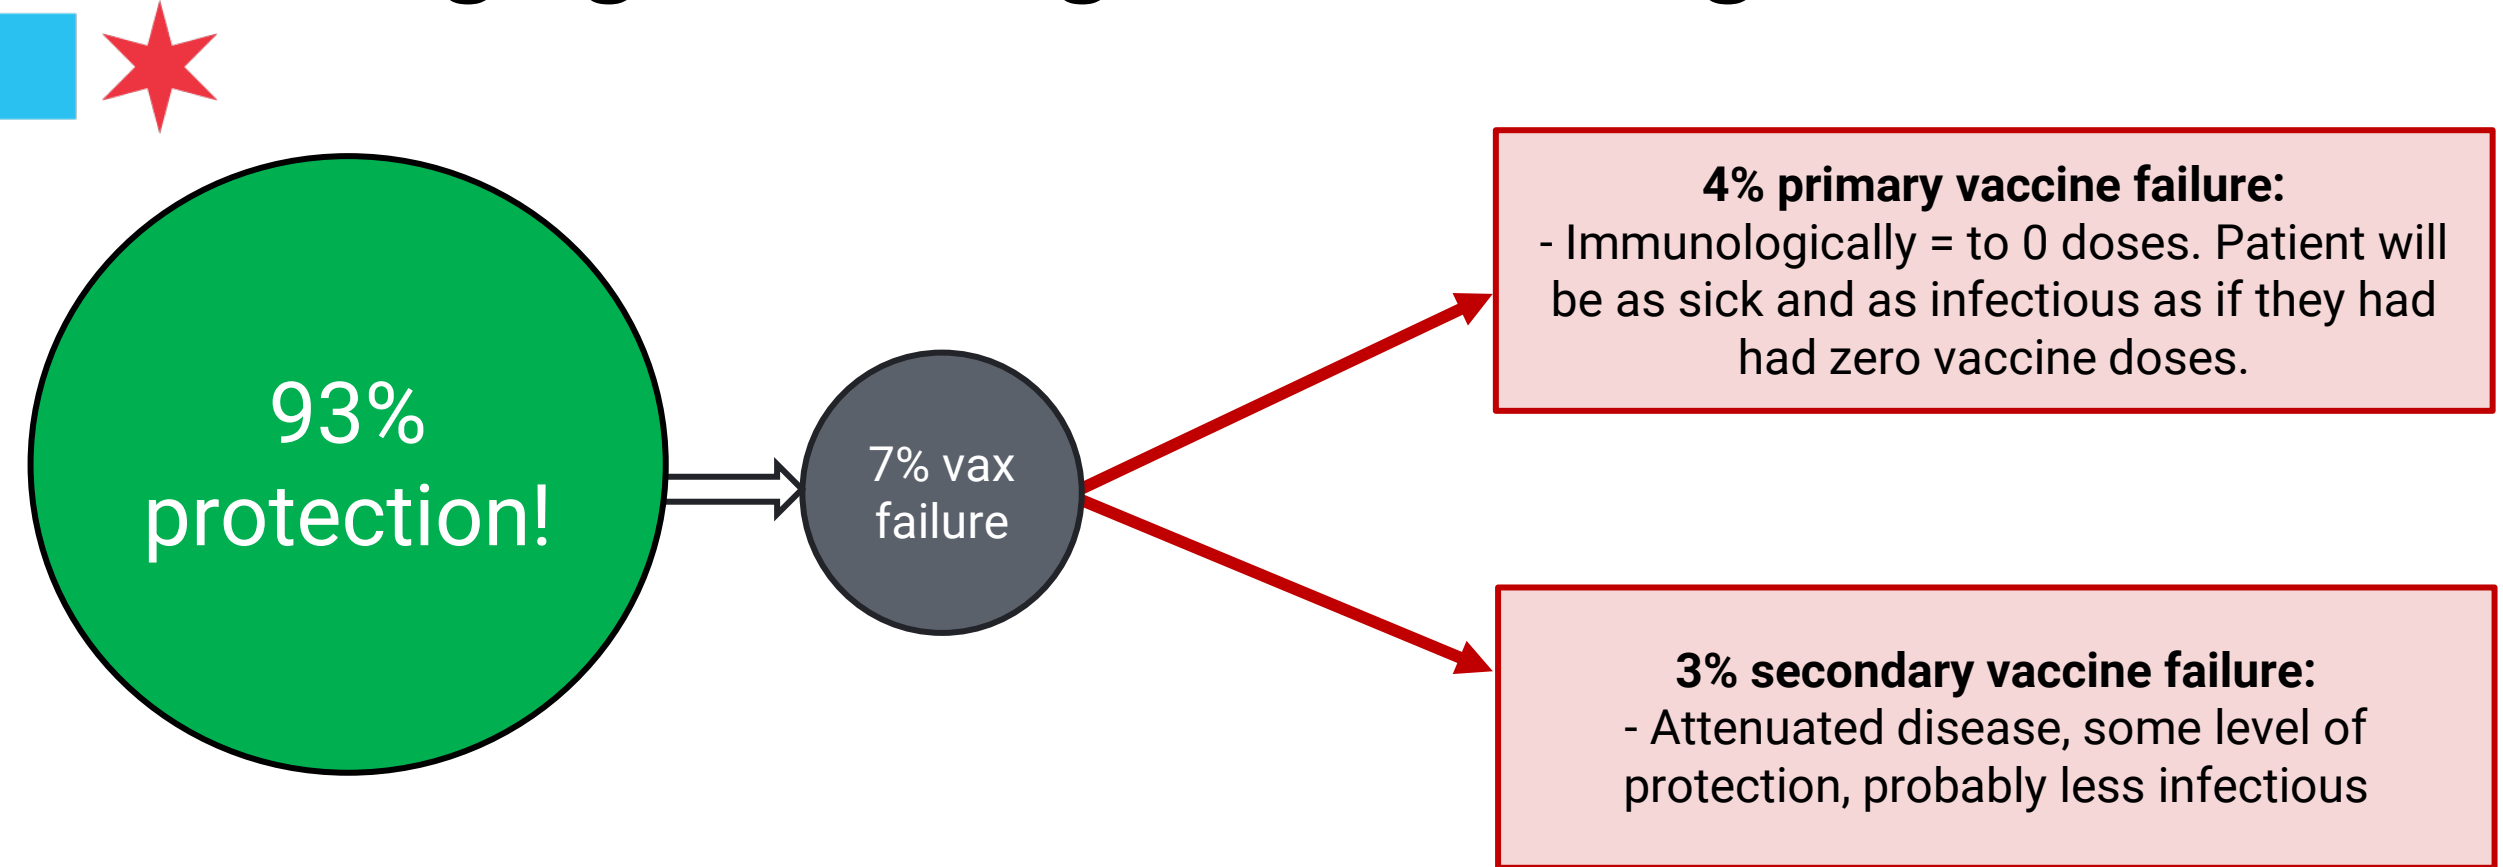 93%
protection!
7% vax
failure
4% primary vaccine failure:
- Immunologically = to 0 doses. Patient will
be as sick and as infectious as if they had
had zero vaccine doses.
3% secondary vaccine failure:
- Attenuated disease, some level of
protection, probably less infectious